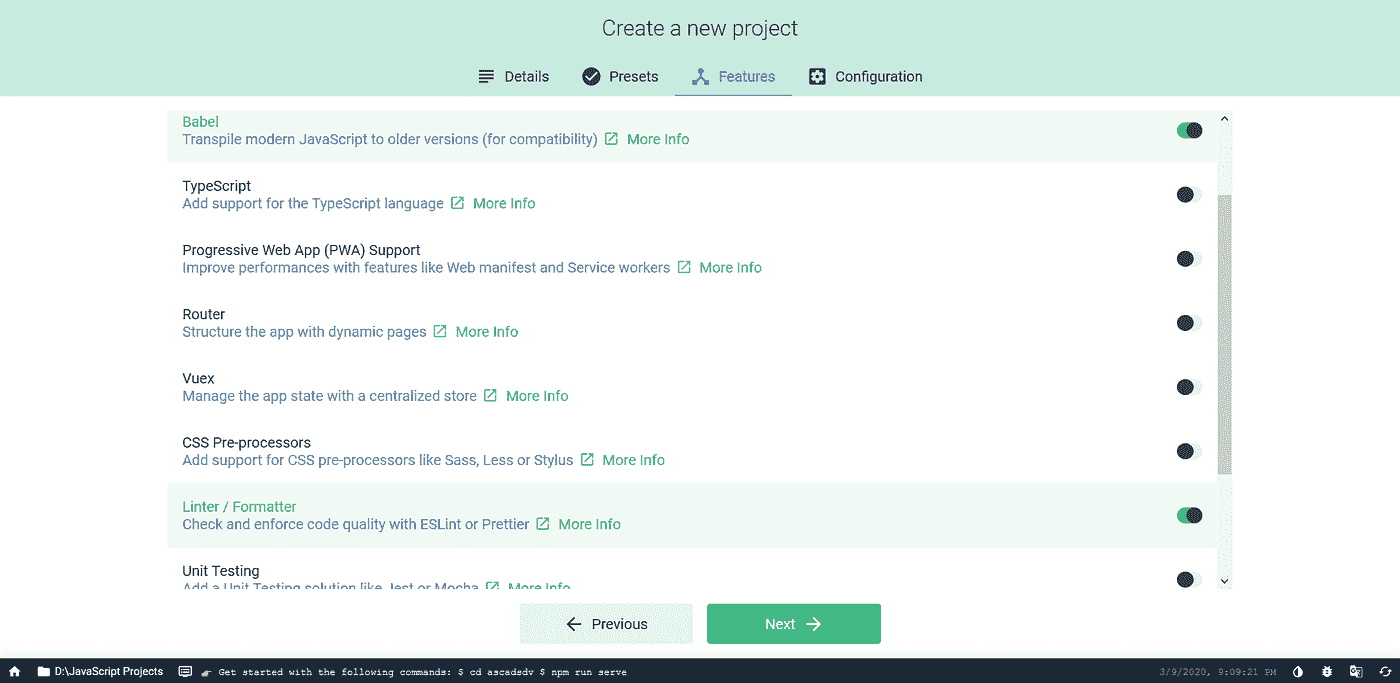 Create a new project
Details Presets Features Configuration
Babel
Transpile modern JavaScript to older versions (for compatibility) More Info
TypeScript
Add support for the TypeScript language More Info
Progressive Web App (PWA) Support
Improve performances with features like Web manifest and Service workers More Info
Router
Structure the app with dynamic pages More Info
Vuex
Manage the app state with a centralized store More Info
CSS Pre-processors
Add support for CSS pre-processors like Sass, Less or Stylus More Info
Linter / Formatter
Check and enforce code quality with ESLint or Prettier More Info
Unit Testing
Add a Unit Testing solution like Jest or Mocha More Info
Previous Next
D:\JavaScript Projects Get started with the following commands: $ cd ascadsdv $ npm run serve 3/9/2020, 9:09:21 PM